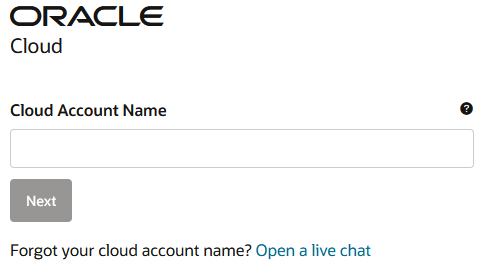 ORACLE
Cloud
Cloud Account Name ?
Next
Forgot your cloud account name? Open a live chat